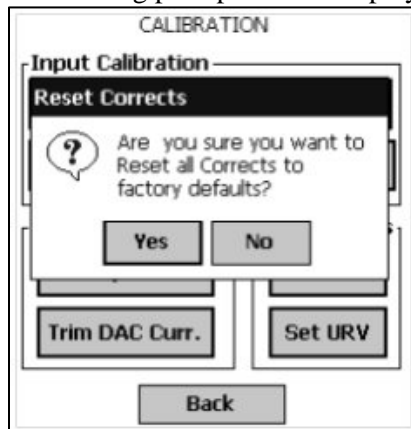 CALIBRATION
Input Calibration
Reset Corrects
?
Are you sure you want to
Reset all Corrects to
factory defaults?
Yes No
Trim DAC Curr. Set URV
Back